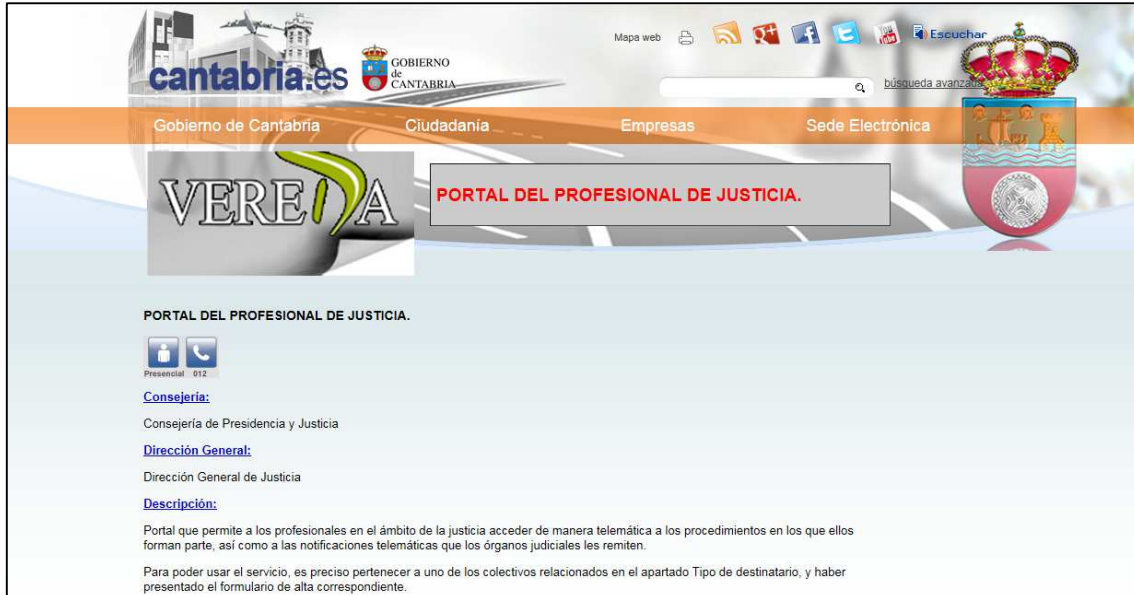 Mapa web
You Tube
Escuchar
cantabria.es
GOBIERNO
de
CANTABRIA
búsqueda avanzada
Gobierno de Cantabria Ciudadanía Empresas Sede Electrónica
VEREDA
PORTAL DEL PROFESIONAL DE JUSTICIA.
PORTAL DEL PROFESIONAL DE JUSTICIA.
Presencial 012
Consejería:
Consejería de Presidencia y Justicia
Dirección General:
Dirección General de Justicia
Descripción:
Portal que permite a los profesionales en el ámbito de la justicia acceder de manera telemática a los procedimientos en los que ellos
forman parte, así como a las notificaciones telemáticas que los órganos judiciales les remiten.
Para poder usar el servicio, es preciso pertenecer a uno de los colectivos relacionados en el apartado Tipo de destinatario, y haber
presentado el formulario de alta correspondiente.